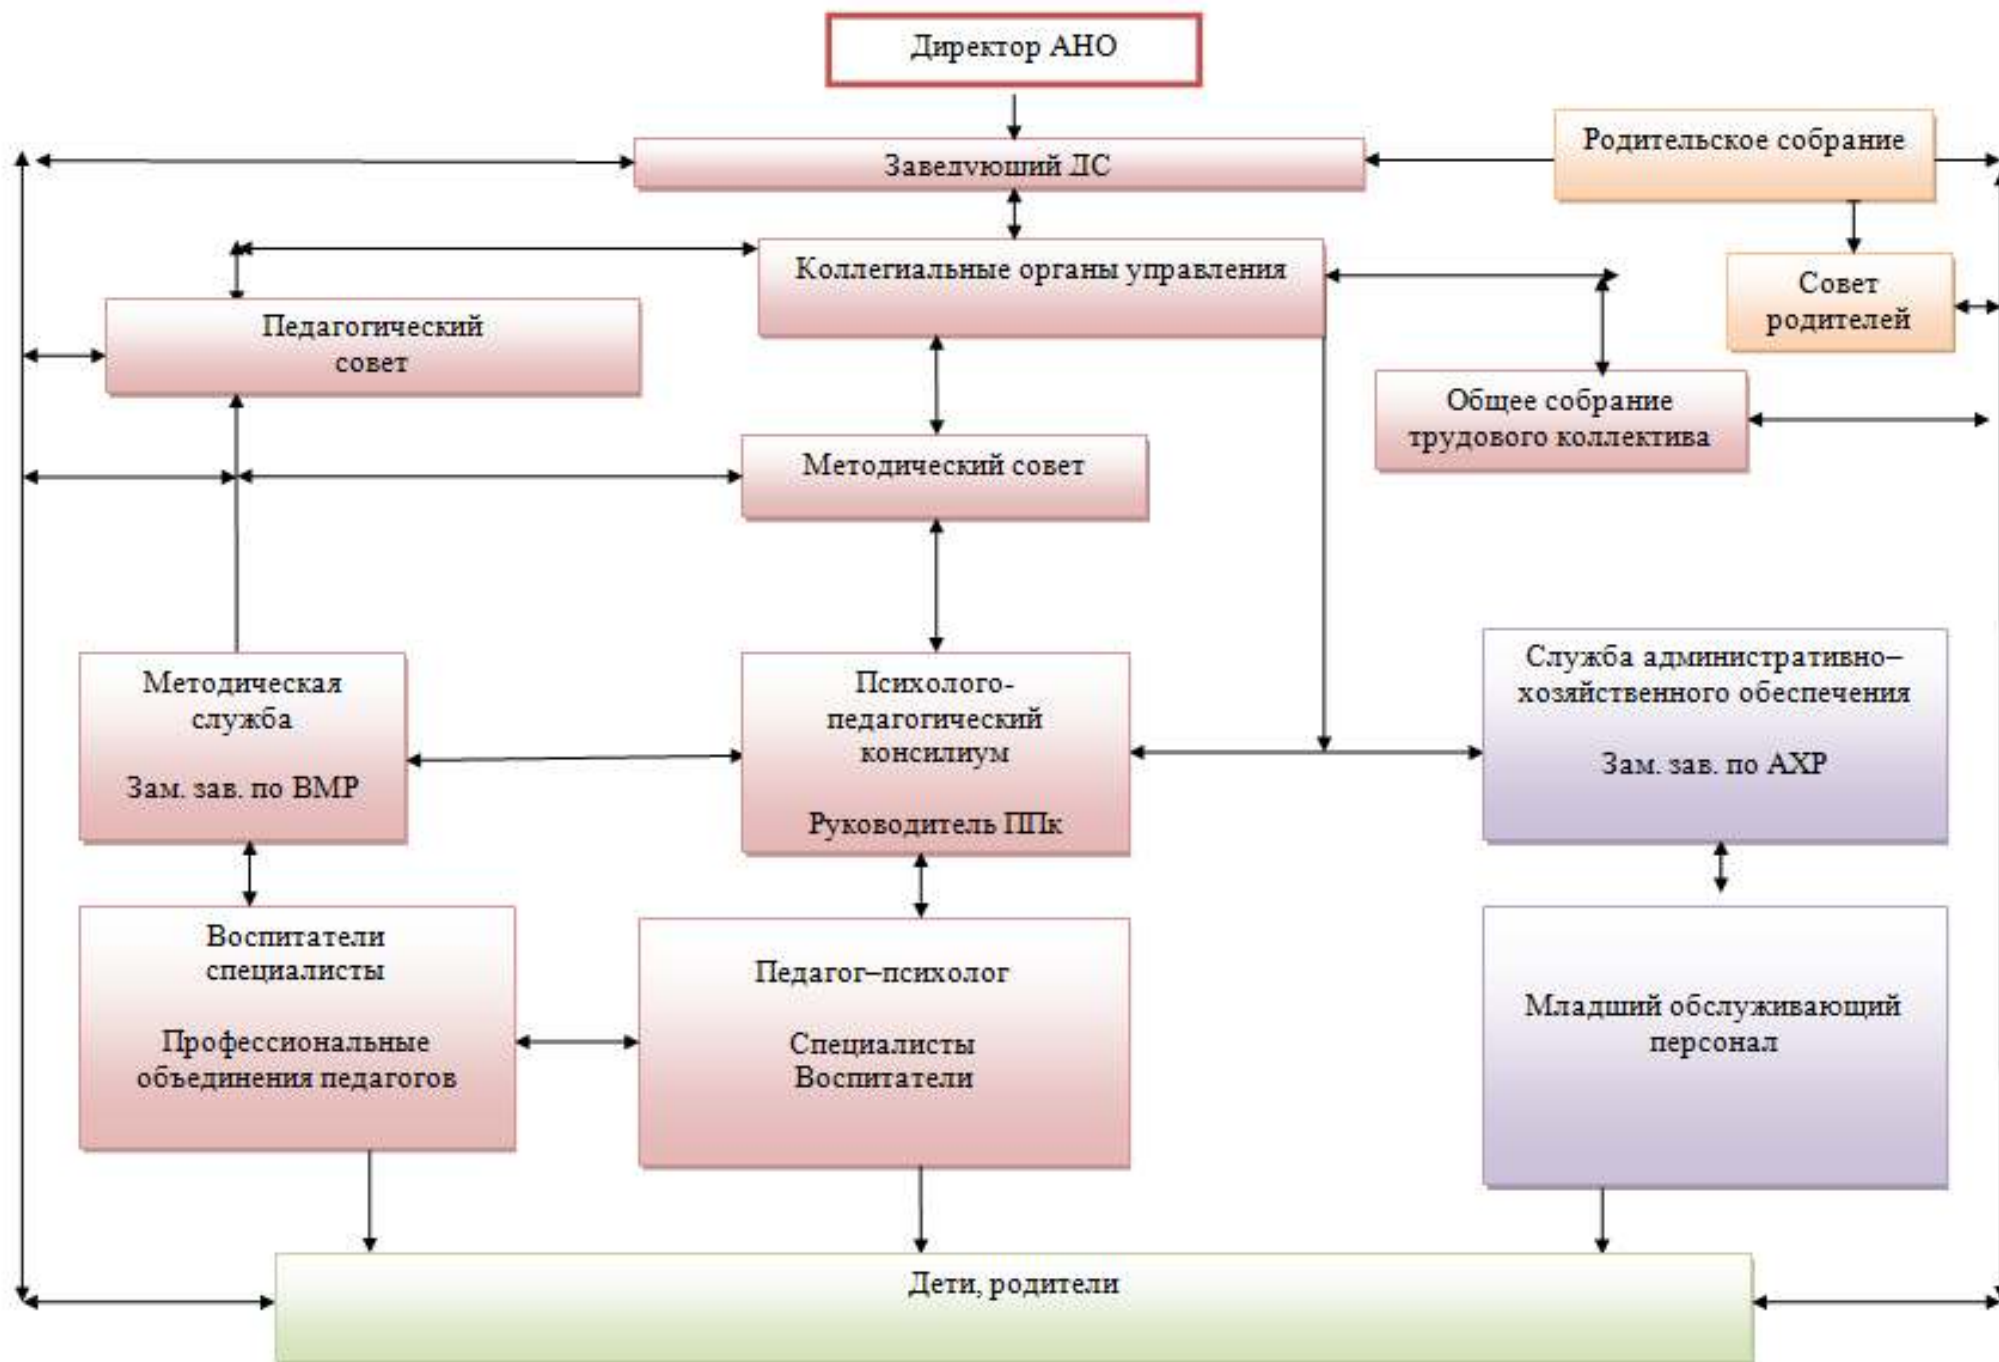 Директор АНО
Заведующий ДС
Родительское собрание
Коллегиальные органы управления
Совет
родителей
Педагогический
совет
Общее собрание
трудового коллектива
Методический совет
Методическая
служба
Зам. зав. по ВМР
Психолого-
педагогический
консилиум
Руководитель ППк
Служба административно–
хозяйственного обеспечения
Зам. зав. по АХР
Воспитатели
специалисты
Профессиональные
объединения педагогов
Педагог–психолог
Специалисты
Воспитатели
Младший обслуживающий
персонал
Дети, родители